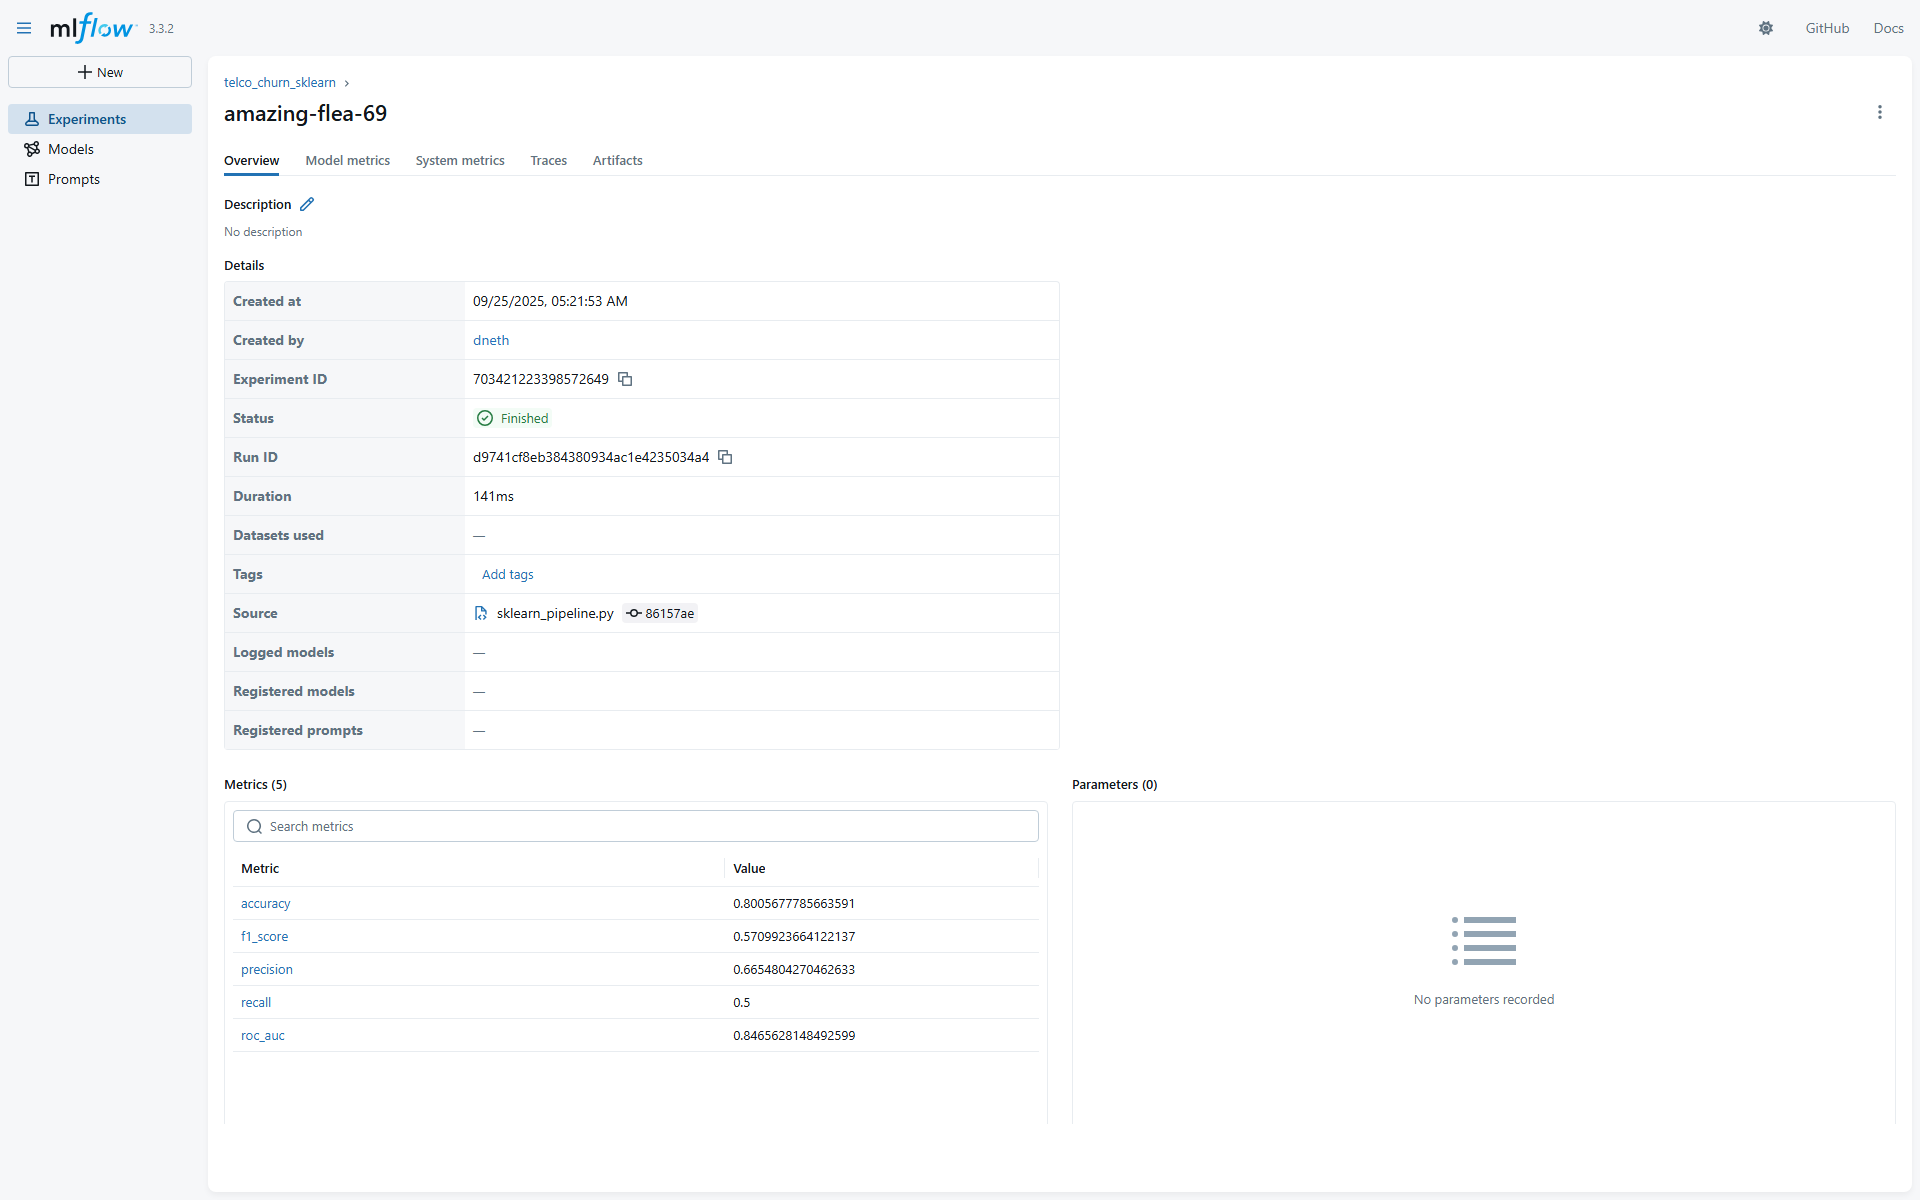 mlflow 3.3.2
GitHub
Docs
New
Experiments
Models
Prompts
telco_churn_sklearn
amazing-flea-69
Overview
Model metrics
System metrics
Traces
Artifacts
Description
No description
Details
Created at 09/25/2025, 05:21:53 AM
Created by dneth
Experiment ID 703421223398572649
Status Finished
Run ID d9741cf8eb384380934ac1e4235034a4
Duration 141ms
Datasets used —
Tags Add tags
Source sklearn_pipeline.py 86157ae
Logged models —
Registered models —
Registered prompts —
Metrics (5)
Search metrics
Metric Value
accuracy 0.8005677785663591
f1_score 0.5709923664122137
precision 0.6654804270462633
recall 0.5
roc_auc 0.8465628148492599
Parameters (0)
No parameters recorded